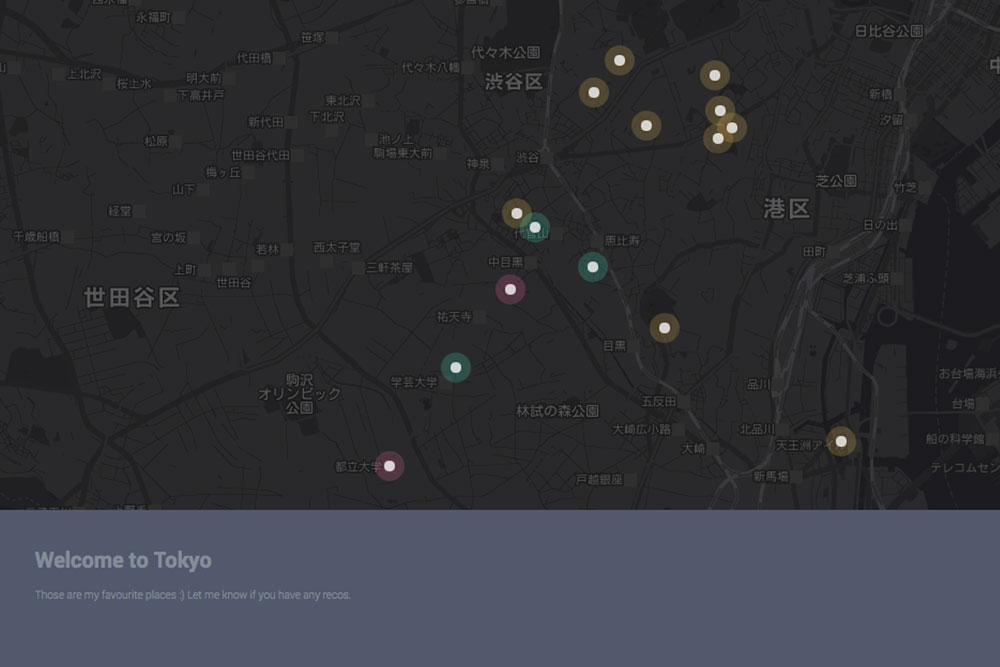 永福町
笹塚
代々木公園
日比谷公園
代田橋
渋谷区
代々木八幡
上北沢
明大前
桜上水
下高井戸
新橋
東北沢
下北沢
新代田
汐留
松原
池ノ上
駒場東大前
世田谷代田
神泉
渋谷
梅ヶ丘
山下
芝公園
竹芝
港区
経堂
日の出
千歳船橋
宮の坂
若林
西太子堂
恵比寿
田町
中目黒
上町
三軒茶屋
世田谷
芝浦ふ頭
世田谷区
祐天寺
目黒
お台場海浜
駒沢
オリンピック
公園
学芸大学
品川
林試の森公園
五反田
台場
大崎広小路
北品川
天王洲アイ
船の科学館
大崎
都立大学
戸越銀座
新馬場
テレコムセン
Welcome to Tokyo
Those are my favourite places :) Let me know if you have any recos.